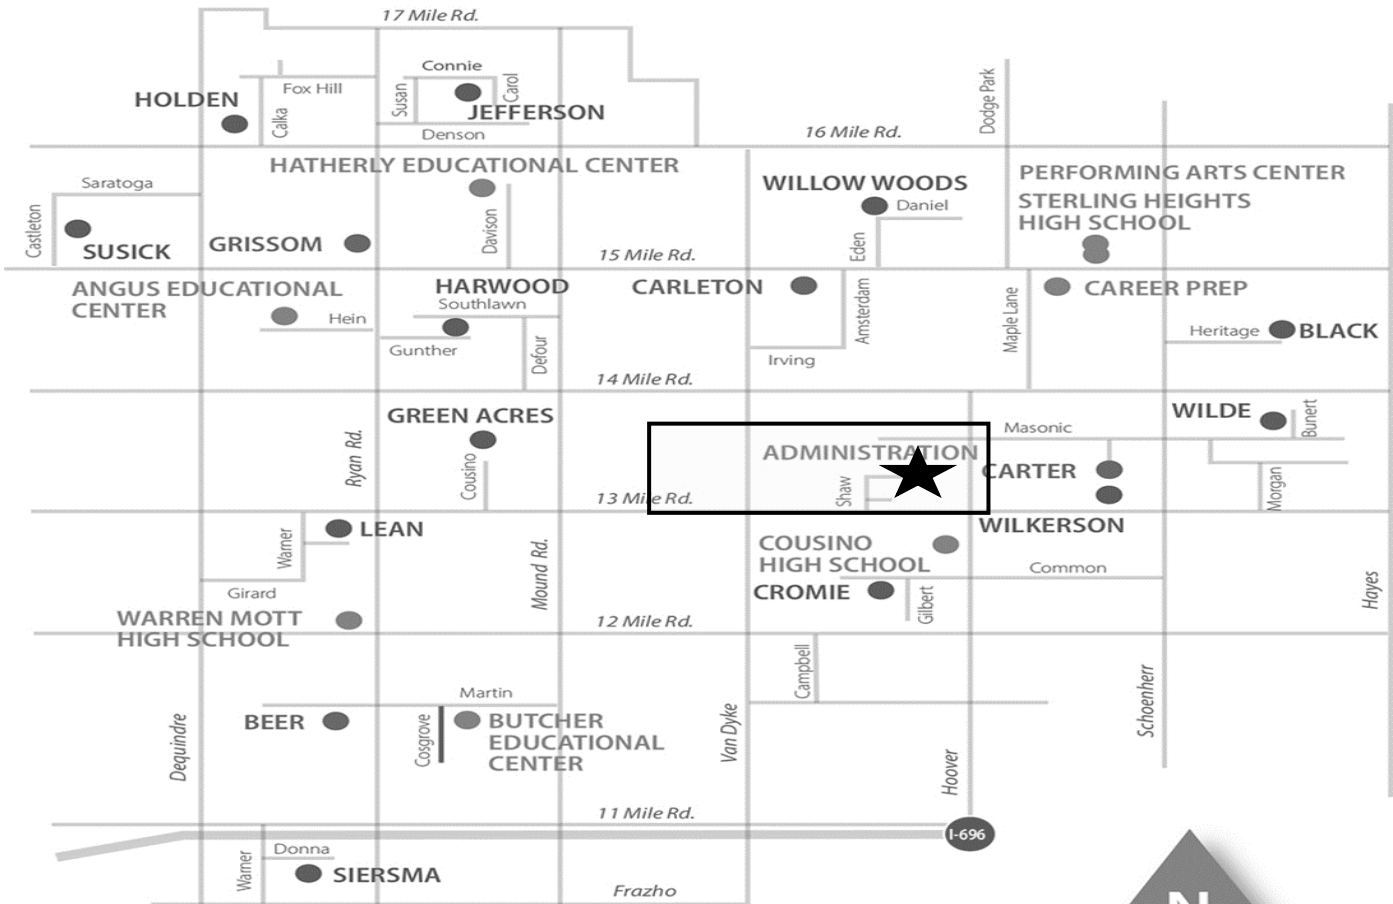 17 Mile Rd.
Connie
Fox Hill
Susan
Carol
HOLDEN
Calka
JEFFERSON
Denson
Dodge Park
16 Mile Rd.
HATHERLY EDUCATIONAL CENTER
PERFORMING ARTS CENTER
Saratoga
WILLOW WOODS
STERLING HEIGHTS
HIGH SCHOOL
Daniel
Castleton
SUSICK
GRISSOM
Davison
Eden
15 Mile Rd.
ANGUS EDUCATIONAL
CENTER
HARWOOD
Southlawn
CARLETON
Amsterdam
CAREER PREP
Hein
Maple Lane
Heritage
BLACK
Gunther
Defour
Irving
14 Mile Rd.
GREEN ACRES
WILDE
Bunert
Masonic
Ryan Rd.
ADMINISTRATION
Cousino
CARTER
Shaw
Morgan
13 Mile Rd.
LEAN
WILKERSON
Warner
COUSINO
HIGH SCHOOL
Mound Rd.
Common
Girard
CROMIE
Gilbert
Hayes
WARREN MOTT
HIGH SCHOOL
12 Mile Rd.
Campbell
Martin
Schoenherr
BEER
Cosgrove
BUTCHER
EDUCATIONAL
CENTER
Dequindre
Van Dyke
Hoover
11 Mile Rd.
I-696
Donna
Warner
SIERSMA
Frazho
N